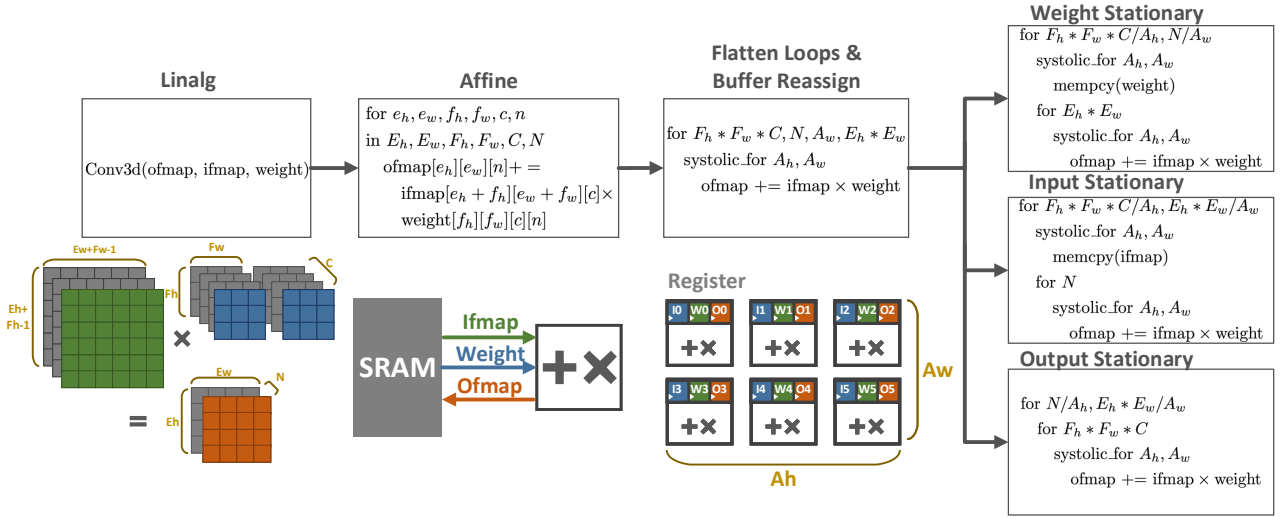 Linalg
Conv3d(ofmap, ifmap, weight)
Affine
for e_h, e_w, f_h, f_w, c, n
in E_h, E_w, F_h, F_w, C, N
ofmap[e_h][e_w][n]+ =
ifmap[e_h + f_h][e_w + f_w][c]×
weight[f_h][f_w][c][n]
Flatten Loops &
Buffer Reassign
for F_h * F_w * C, N, A_w, E_h * E_w
systolic_for A_h, A_w
ofmap += ifmap × weight
Weight Stationary
for F_h * F_w * C/A_h, N/A_w
systolic_for A_h, A_w
mempcy(weight)
for E_h * E_w
systolic_for A_h, A_w
ofmap += ifmap × weight
Input Stationary
for F_h * F_w * C/A_h, E_h * E_w/A_w
systolic_for A_h, A_w
memcpy(ifmap)
for N
systolic_for A_h, A_w
ofmap += ifmap × weight
Output Stationary
for N/A_h, E_h * E_w/A_w
for F_h * F_w * C
systolic_for A_h, A_w
ofmap += ifmap × weight
Ew+Fw-1
Eh+
Fh-1
×
Fw
Fh
C
=
Ew
Eh
N
SRAM
Ifmap
Weight
Ofmap
+ ×
Register
I0 W0 O0
+×
I1 W1 O1
+×
I2 W2 O2
+×
I3 W3 O3
+×
I4 W4 O4
+×
I5 W5 O5
+×
Aw
Ah